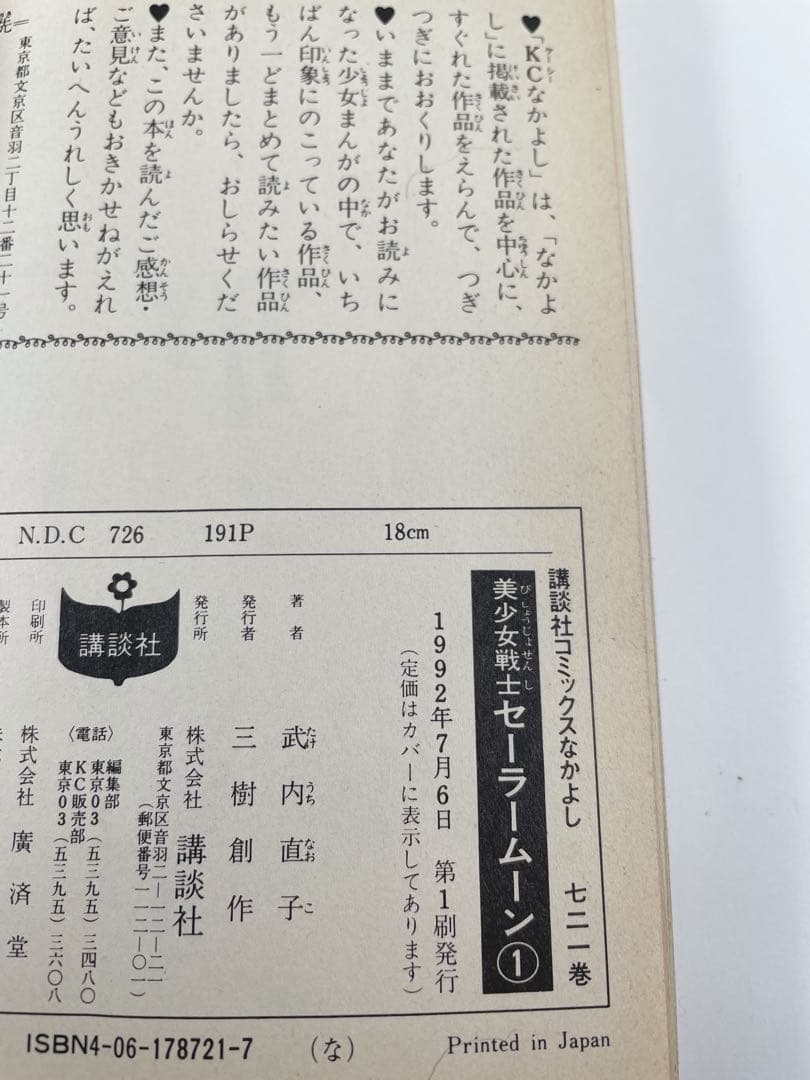 ♥「KCなかよし」は、「なかよ
し」に掲載された作品を中心に、
すぐれた作品をえらんで、つぎ
つぎにおおくりします。
♥いままであなたがお読みに
なった少女まんがの中で、いち
ばん印象にのこっている作品、
もう一どまとめて読みたい作品
がありましたら、おしらせくだ
さいませんか。
♥また、この本を読んだご感想・
ご意見などもおきかせねがえれ
ば、たいへんうれしく思います。
東京都文京区音羽二丁目十二番二十一号
N.D.C 726 191P 18cm
講談社コミックスなかよし 七二一巻
美少女戦士セーラームーン①
1992年7月6日 第1刷発行
(定価はカバーに表示してあります)
著者 武内直子
発行者 三樹創作
発行所 株式会社 講談社
東京都文京区音羽二―一二―二一
(郵便番号一一二―〇一)
〈電話〉編集部 東京03(五三九五)三四八〇
KC販売部 東京03(五三九五)三六〇八
講談社
印刷所 株式会社 廣済堂
製本所
ISBN4-06-178721-7 (な) Printed in Japan